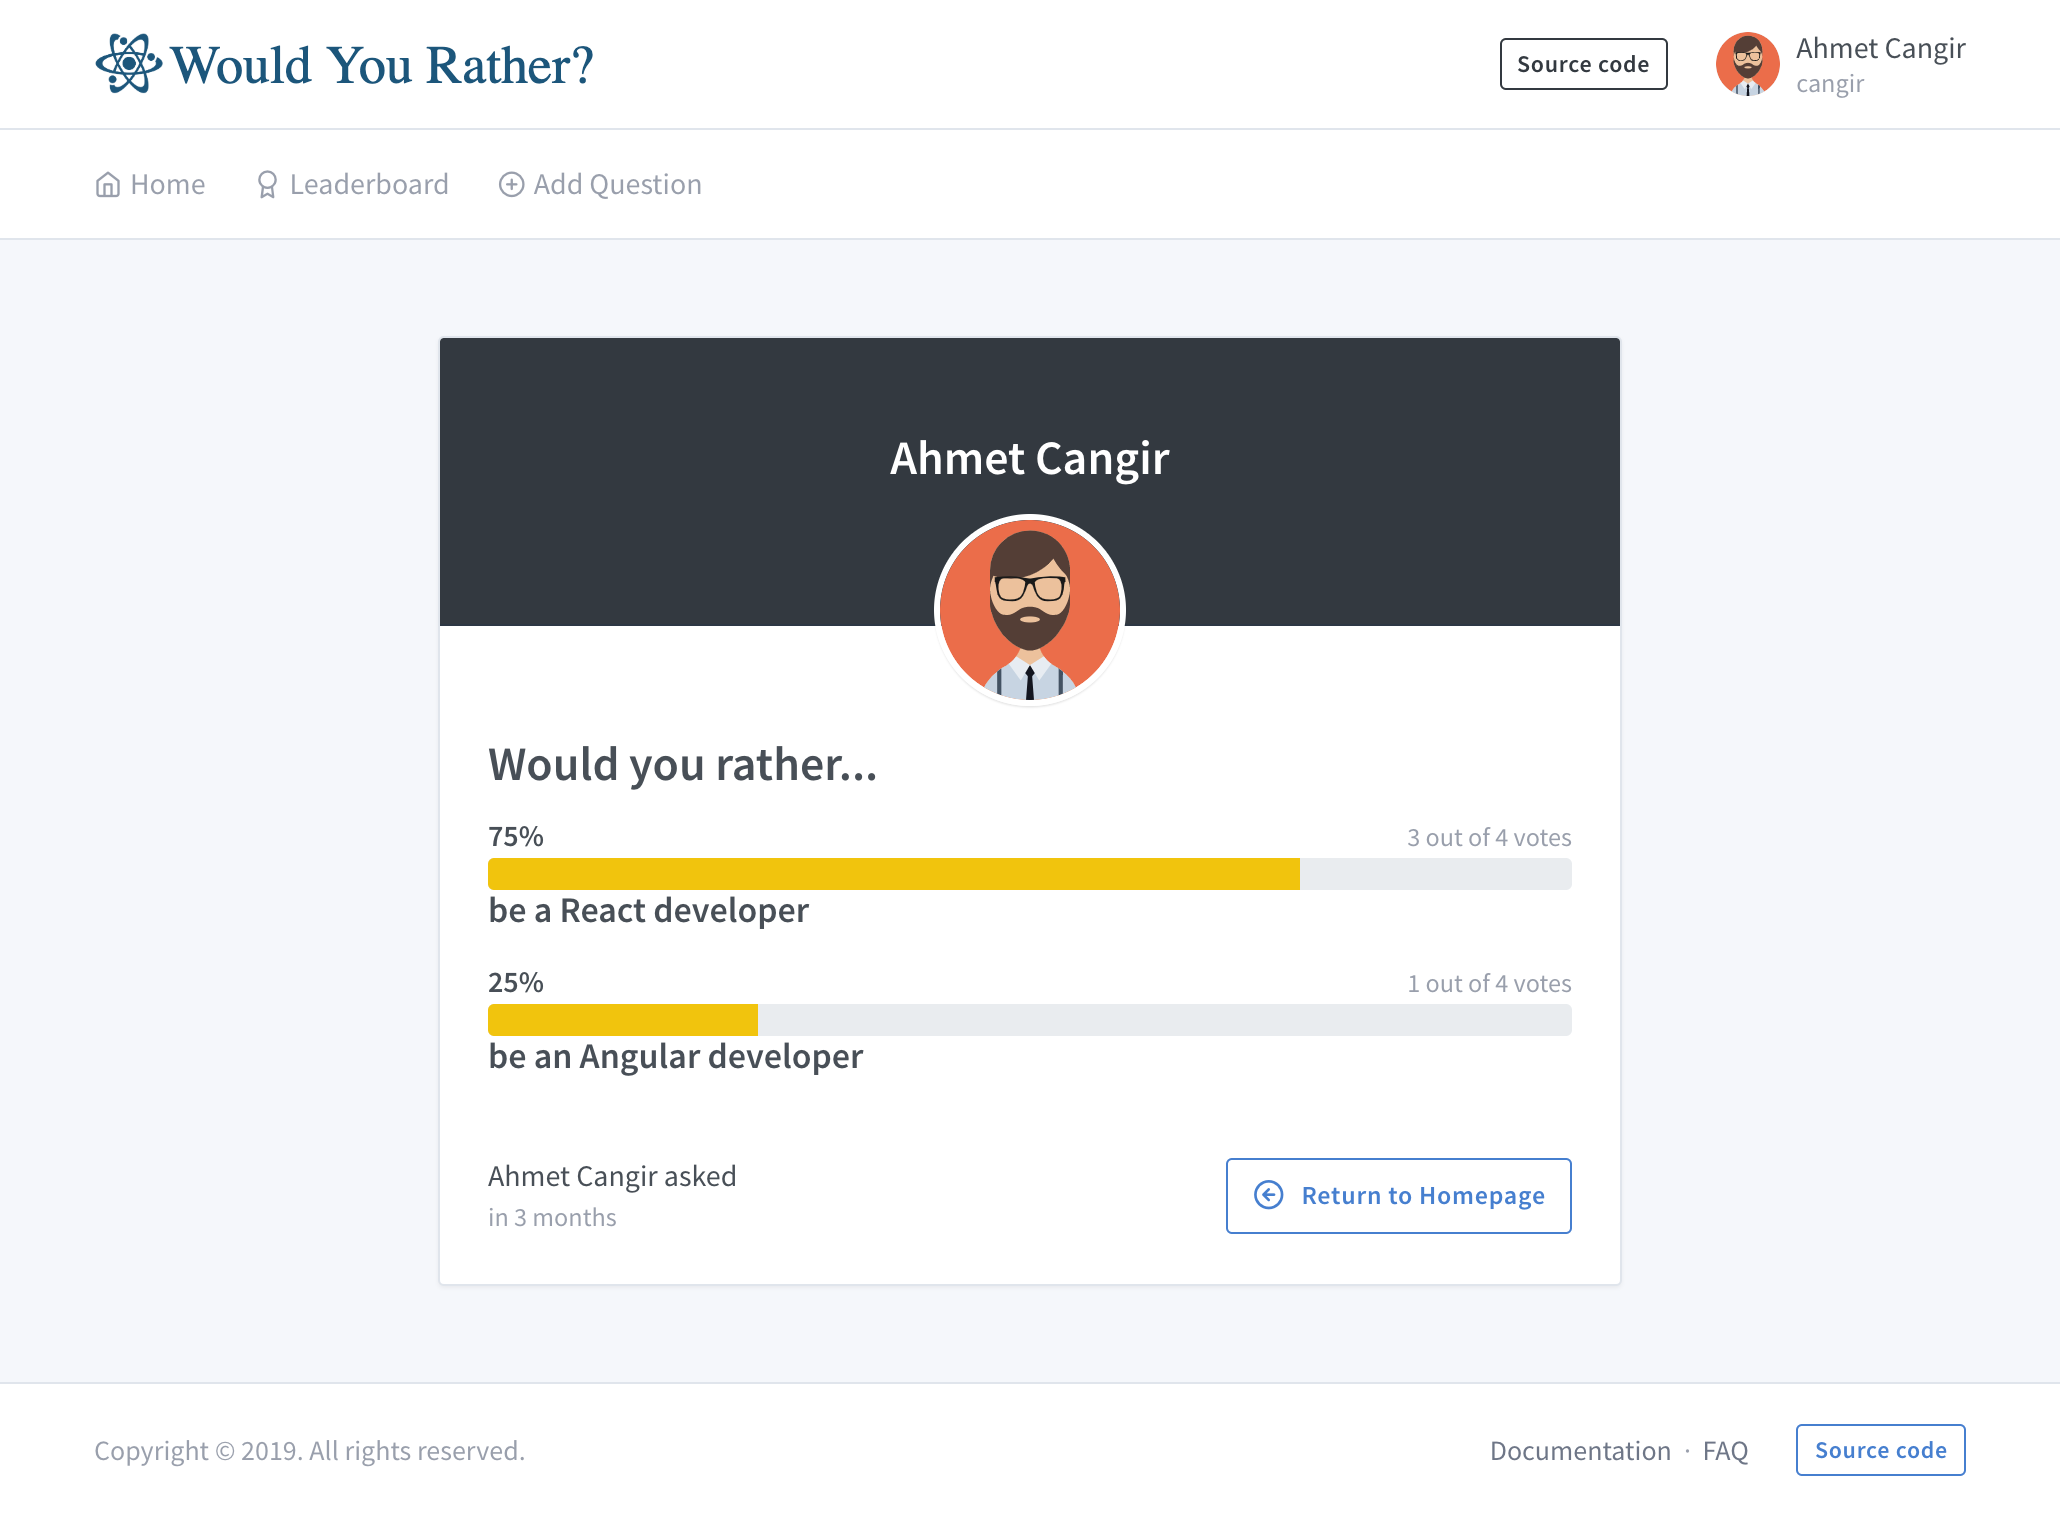 Would You Rather?
Source code
Ahmet Cangir
cangir
Home
Leaderboard
Add Question
Ahmet Cangir
Would you rather...
75%
3 out of 4 votes
be a React developer
25%
1 out of 4 votes
be an Angular developer
Ahmet Cangir asked
in 3 months
Return to Homepage
Copyright © 2019. All rights reserved.
Documentation · FAQ
Source code